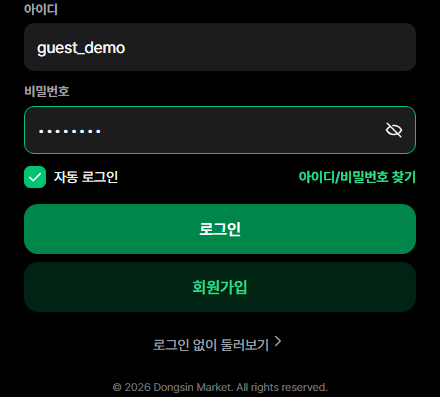 아이디
guest_demo
비밀번호
••••••••
자동 로그인
아이디/비밀번호 찾기
로그인
회원가입
로그인 없이 둘러보기 >
© 2026 Dongsin Market. All rights reserved.